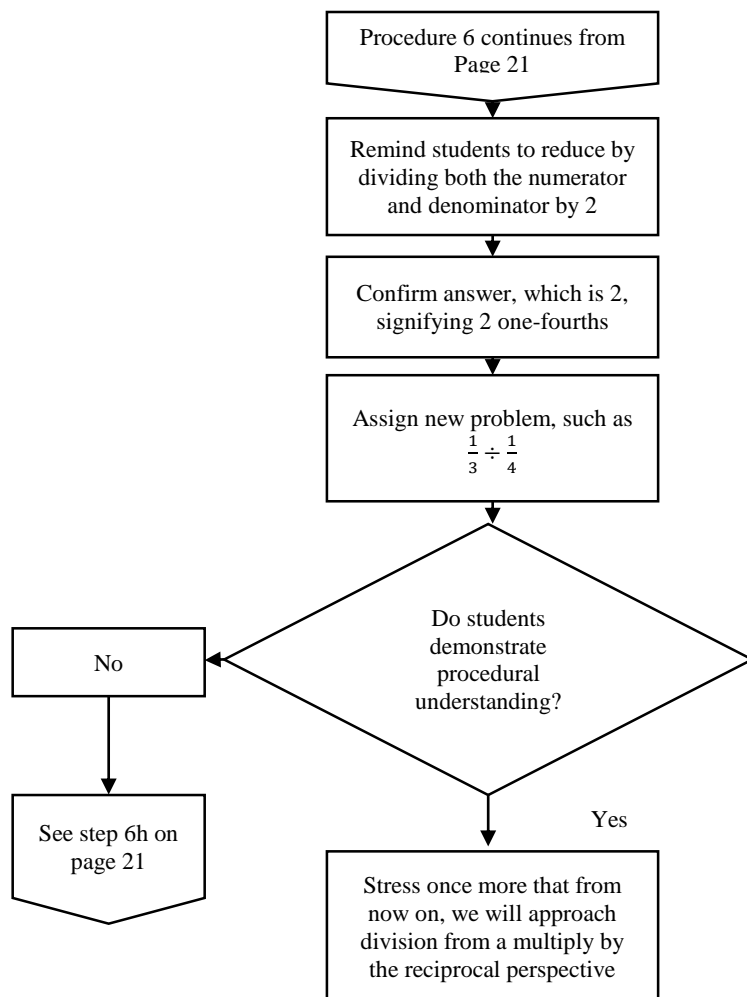 Procedure 6 continues from
Page 21
Remind students to reduce by
dividing both the numerator
and denominator by 2
Confirm answer, which is 2,
signifying 2 one-fourths
Assign new problem, such as
1/3 ÷ 1/4
Do students
demonstrate
procedural
understanding?
No
See step 6h on
page 21
Yes
Stress once more that from
now on, we will approach
division from a multiply by
the reciprocal perspective